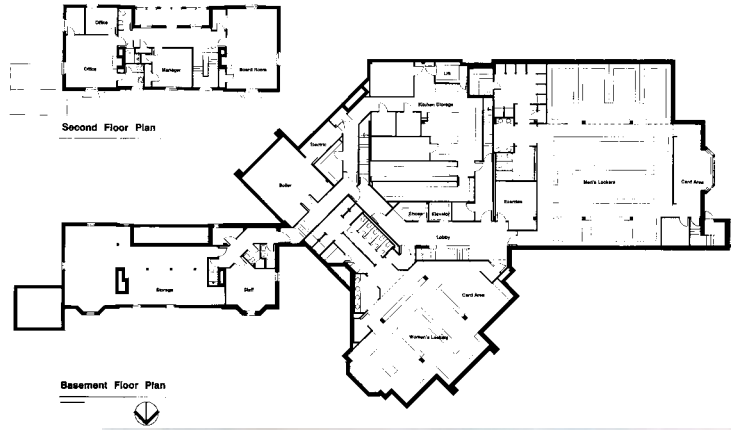 Office
Office
Manager
Board Room
Second Floor Plan
Lift
Kitchen Storage
Electric
Boiler
Men's Lockers
Card Area
Shower
Elevator
Lobby
Storage
Staff
Card Area
Women's Lockers
Basement Floor Plan